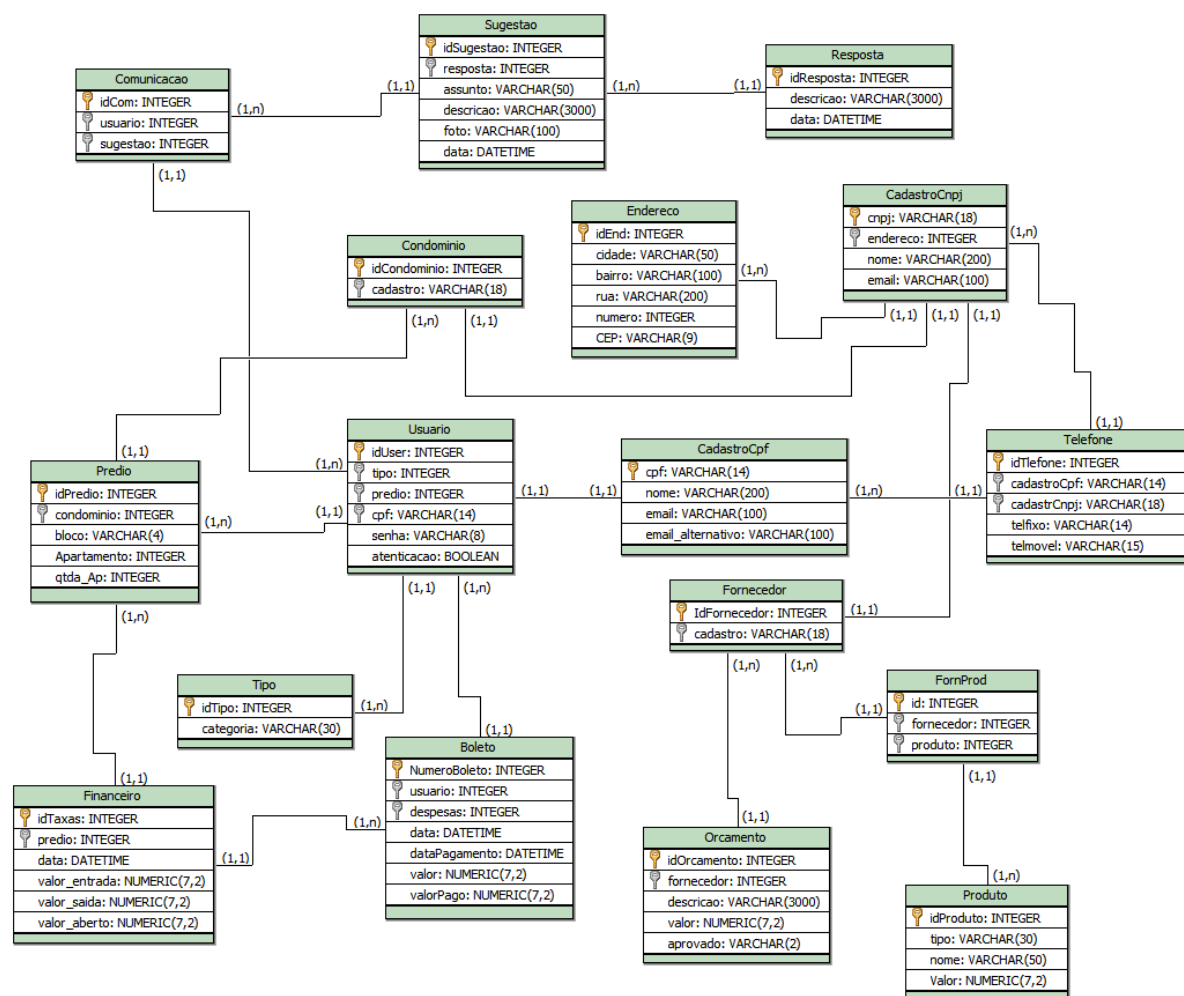 Sugestao
idSugestao: INTEGER
resposta: INTEGER
assunto: VARCHAR(50)
descricao: VARCHAR(3000)
foto: VARCHAR(100)
data: DATETIME
Resposta
idResposta: INTEGER
descricao: VARCHAR(3000)
data: DATETIME
Comunicacao
idCom: INTEGER
usuario: INTEGER
sugestao: INTEGER
(1,n)
(1,1)
(1,n)
(1,1)
(1,1)
Endereco
idEnd: INTEGER
cidade: VARCHAR(50)
bairro: VARCHAR(100)
rua: VARCHAR(200)
numero: INTEGER
CEP: VARCHAR(9)
(1,n)
CadastroCnpj
cnpj: VARCHAR(18)
endereco: INTEGER
nome: VARCHAR(200)
email: VARCHAR(100)
(1,n)
(1,1)
(1,1)
(1,1)
Condominio
idCondominio: INTEGER
cadastro: VARCHAR(18)
(1,n)
(1,1)
(1,1)
Predio
idPredio: INTEGER
condominio: INTEGER
bloco: VARCHAR(4)
Apartamento: INTEGER
qtda_Ap: INTEGER
(1,n)
(1,n)
Usuario
idUser: INTEGER
tipo: INTEGER
predio: INTEGER
cpf: VARCHAR(14)
senha: VARCHAR(8)
atenticacao: BOOLEAN
(1,n)
(1,1)
(1,1)
(1,1)
(1,n)
CadastroCpf
cpf: VARCHAR(14)
nome: VARCHAR(200)
email: VARCHAR(100)
email_alternativo: VARCHAR(100)
(1,1)
(1,n)
(1,1)
Telefone
idTlefone: INTEGER
cadastroCpf: VARCHAR(14)
cadastrCnpj: VARCHAR(18)
telfixo: VARCHAR(14)
telmovel: VARCHAR(15)
(1,1)
Fornecedor
IdFornecedor: INTEGER
cadastro: VARCHAR(18)
(1,1)
(1,n)
(1,n)
FornProd
id: INTEGER
fornecedor: INTEGER
produto: INTEGER
(1,1)
(1,1)
Tipo
idTipo: INTEGER
categoria: VARCHAR(30)
(1,n)
(1,1)
Boleto
NumeroBoleto: INTEGER
usuario: INTEGER
despesas: INTEGER
data: DATETIME
dataPagamento: DATETIME
valor: NUMERIC(7,2)
valorPago: NUMERIC(7,2)
(1,n)
(1,1)
Financeiro
idTaxas: INTEGER
predio: INTEGER
data: DATETIME
valor_entrada: NUMERIC(7,2)
valor_saida: NUMERIC(7,2)
valor_aberto: NUMERIC(7,2)
(1,1)
(1,1)
Orcamento
idOrcamento: INTEGER
fornecedor: INTEGER
descricao: VARCHAR(3000)
valor: NUMERIC(7,2)
aprovado: VARCHAR(2)
(1,n)
Produto
idProduto: INTEGER
tipo: VARCHAR(30)
nome: VARCHAR(50)
Valor: NUMERIC(7,2)